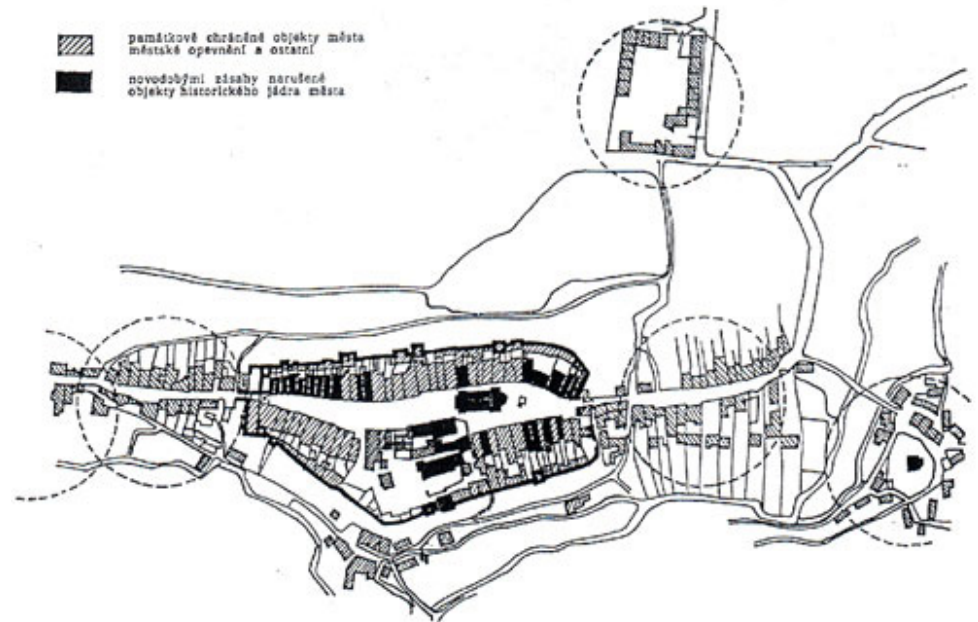 památkově chráněné objekty města
městské opevnění a ostatní
novodobými zásahy narušené
objekty historického jádra města